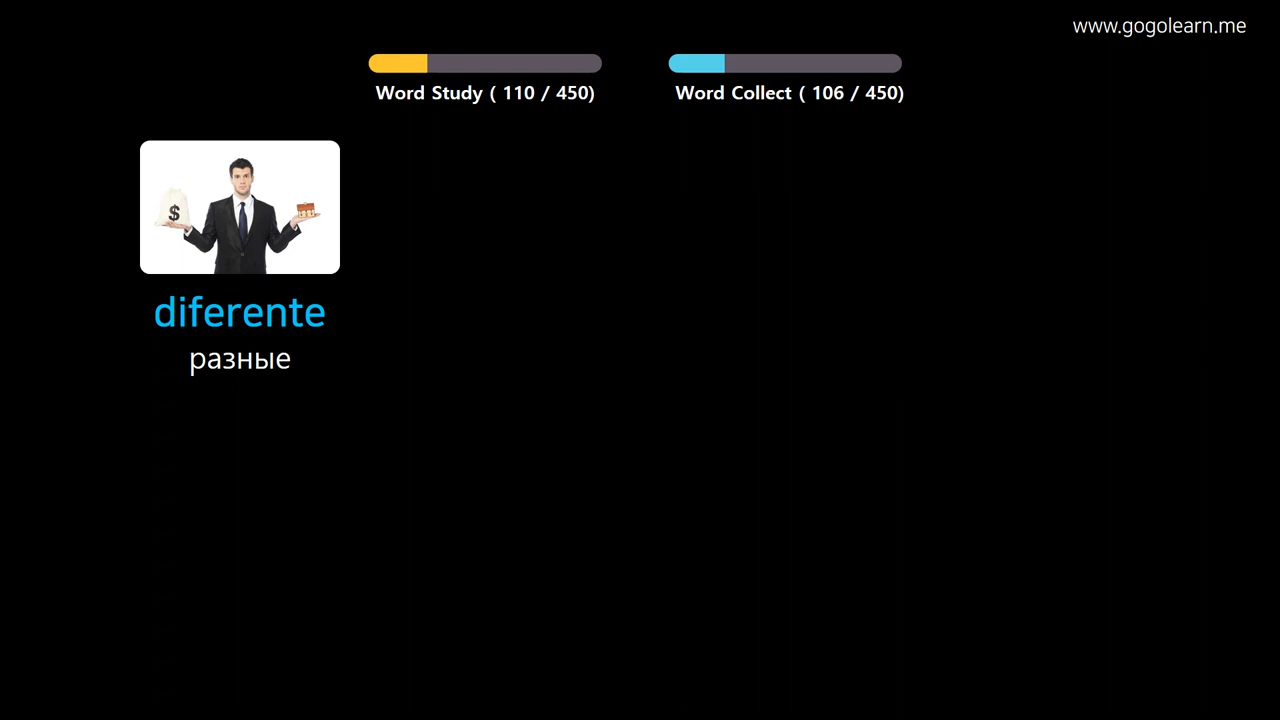 www.gogolearn.me
Word Study ( 110 / 450)
Word Collect ( 106 / 450)
$
diferente
разные